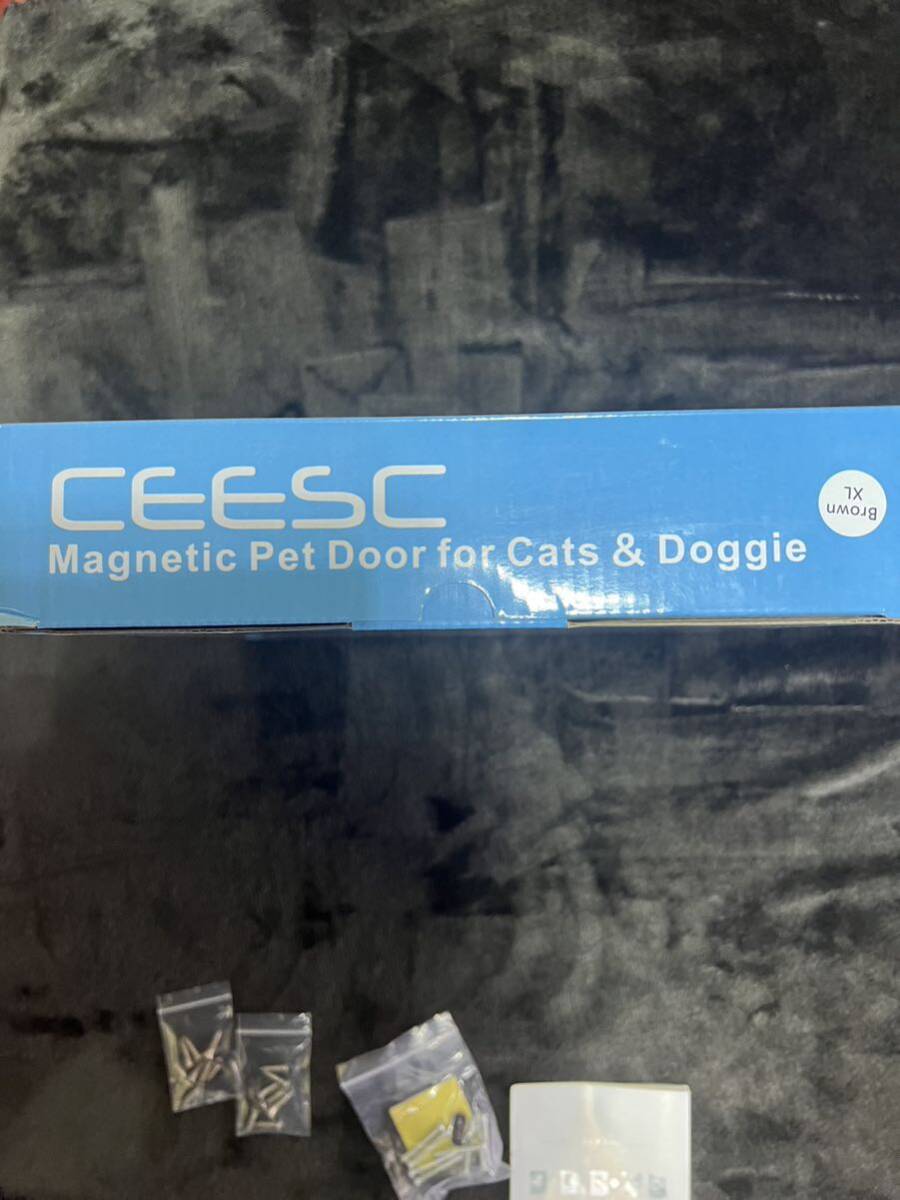 CEESC
Magnetic Pet Door for Cats & Doggie
Brown
XL